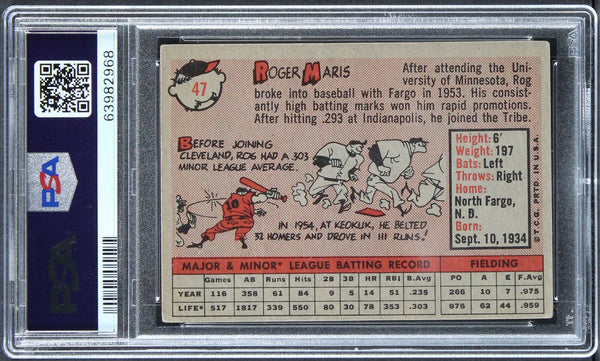 63982968
PSA
PSA
47
ROGER MARIS
After attending the Uni-
versity of Minnesota, Rog
broke into baseball with Fargo in 1953. His consist-
antly high batting marks won him rapid promotions.
After hitting .293 at Indianapolis, he joined the Tribe.
BEFORE JOINING
CLEVELAND, ROG HAD A .303
MINOR LEAGUE AVERAGE.
10
IN 1954, AT KEOKUK, HE BELTED
32 HOMERS AND DROVE IN 111 RUNS!
Height: 6'
Weight: 197
Bats: Left
Throws: Right
Home:
North Fargo,
N. D.
Born:
Sept. 10, 1934
© T.C.G. PRTD. IN U.S.A.
MAJOR & MINOR* LEAGUE BATTING RECORD FIELDING
Games AB Runs Hits 2B 3B HR RBI B.Avg. PO A E F.Avg
YEAR 116 358 61 84 9 5 14 51 .235 266 10 7 .975
LIFE* 517 1817 339 550 80 30 78 353 .303 976 62 44 .959